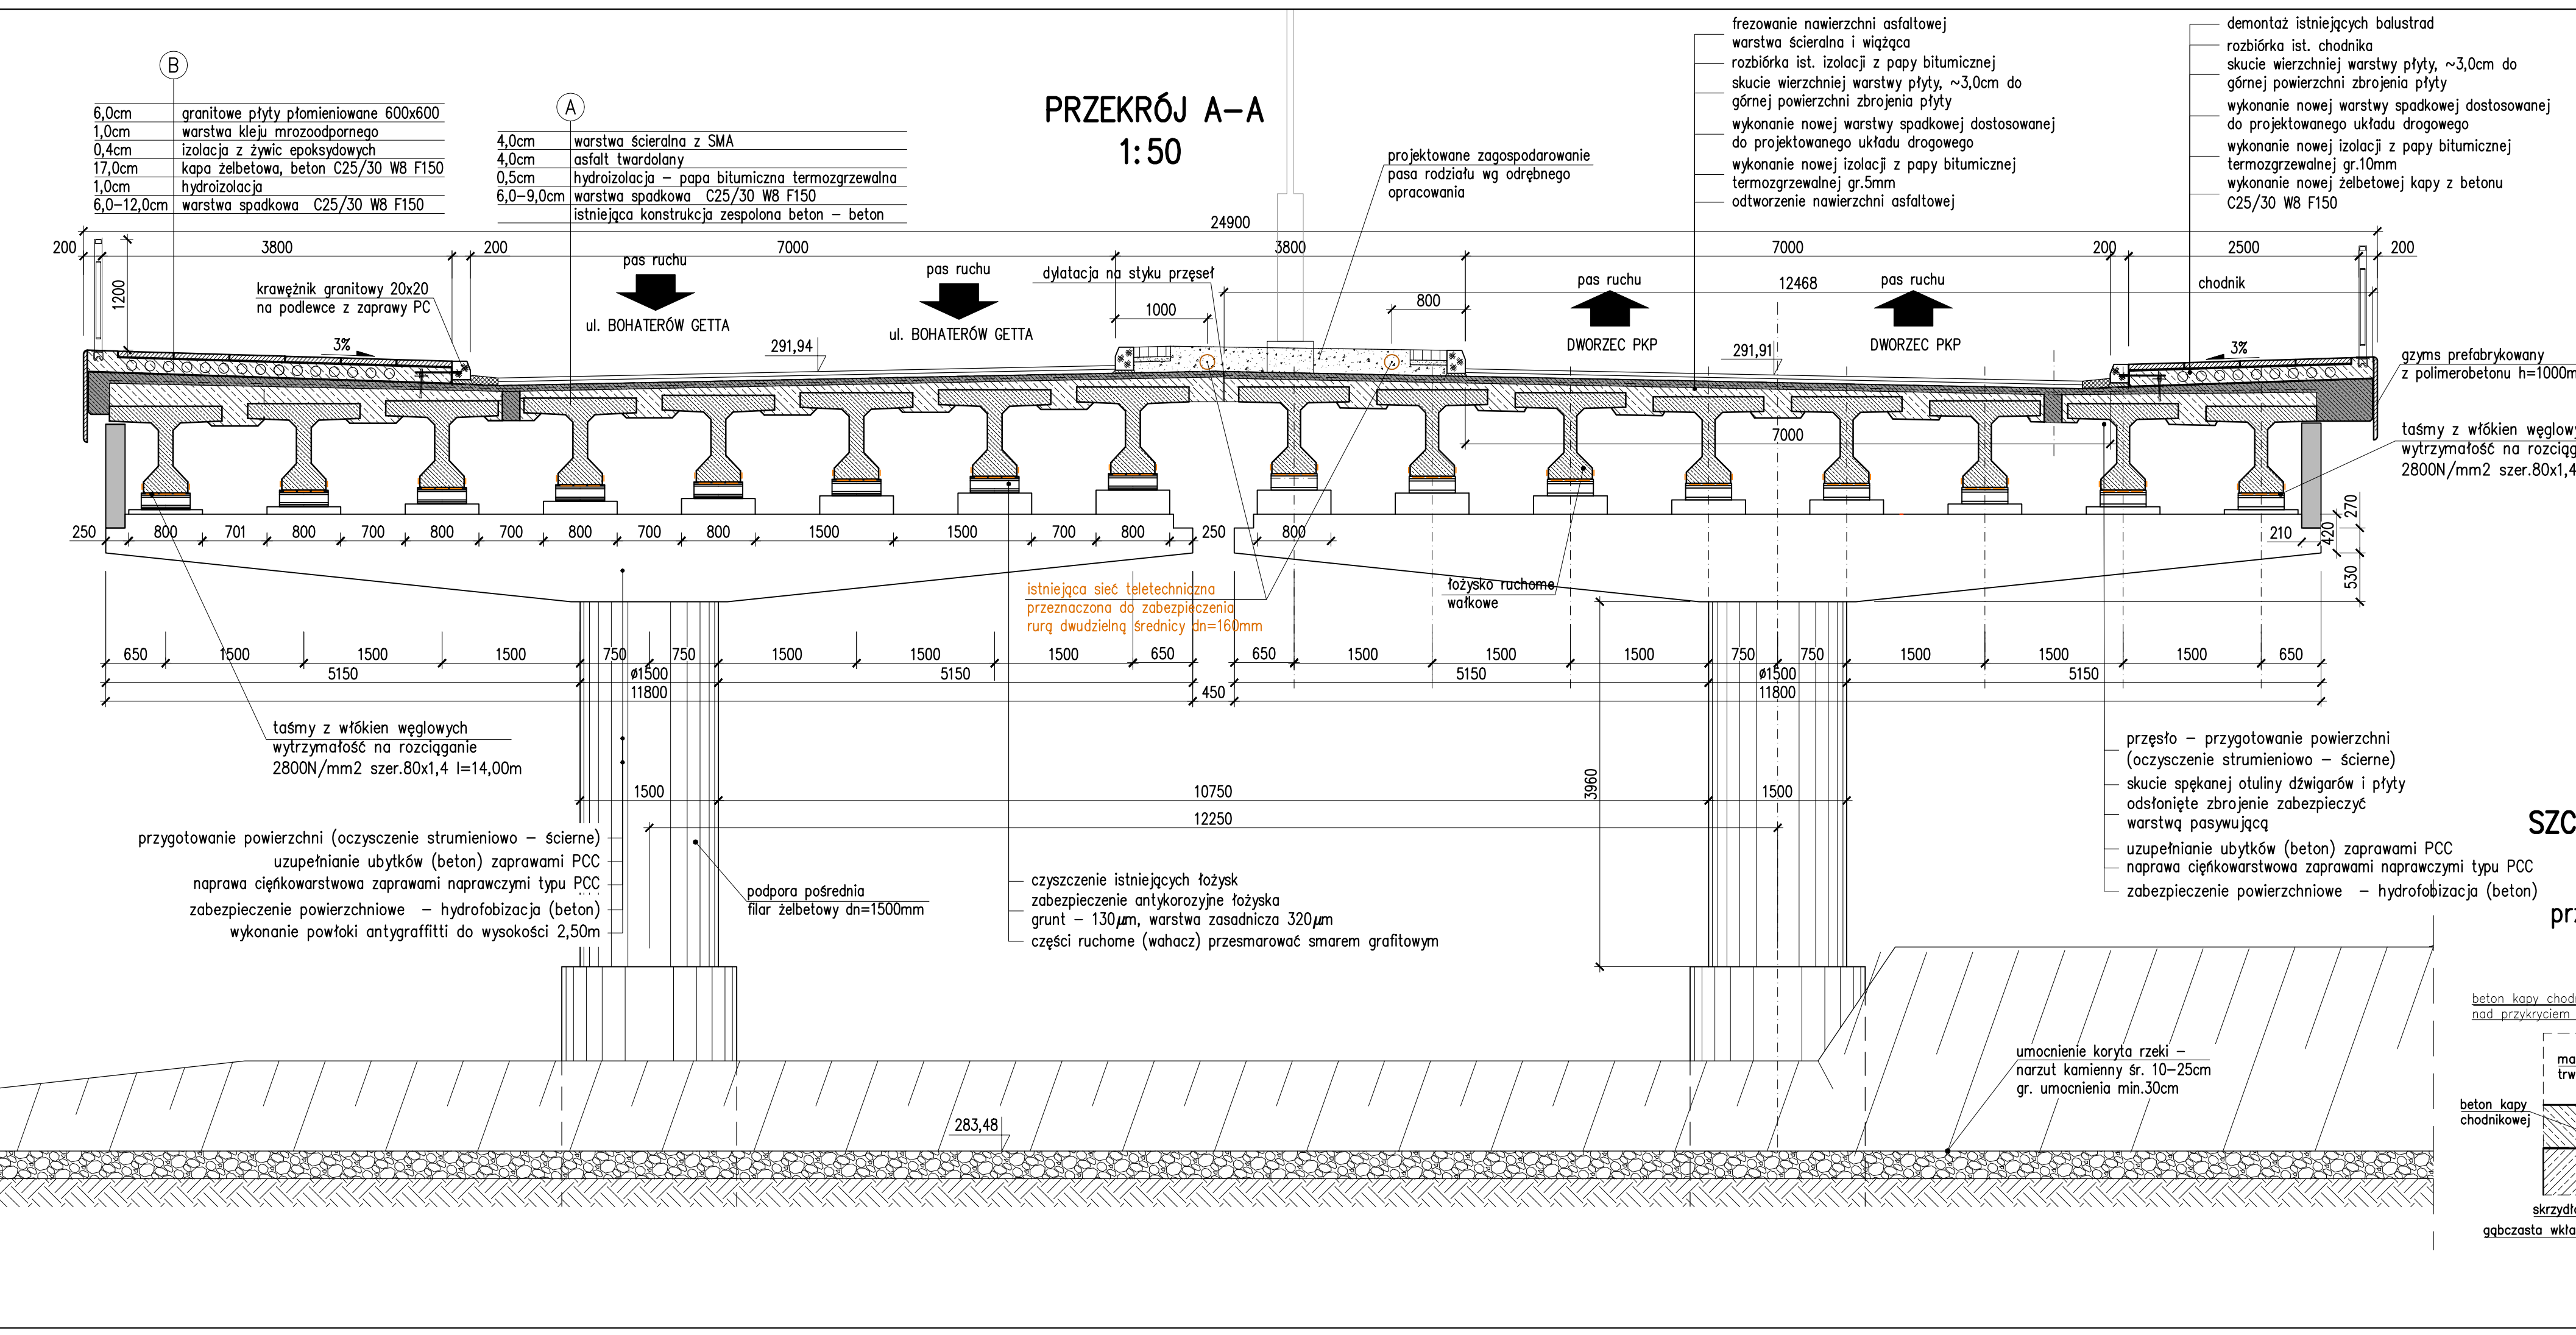 B
6,0cm granitowe płyty płomieniowane 600x600
1,0cm warstwa kleju mrozoodpornego
0,4cm izolacja z żywic epoksydowych
17,0cm kapa żelbetowa, beton C25/30 W8 F150
1,0cm hydroizolacja
6,0-12,0cm warstwa spadkowa C25/30 W8 F150
A
4,0cm warstwa ścieralna z SMA
4,0cm asfalt twardolany
0,5cm hydroizolacja – papa bitumiczna termozgrzewalna
6,0-9,0cm warstwa spadkowa C25/30 W8 F150
istniejąca konstrukcja zespolona beton – beton
PRZEKRÓJ A-A
1:50
projektowane zagospodarowanie
pasa rodziału wg odrębnego
opracowania
frezowanie nawierzchni asfaltowej
warstwa ścieralna i wiążąca
rozbiórka ist. izolacji z papy bitumicznej
skucie wierzchniej warstwy płyty, ~3,0cm do
górnej powierzchni zbrojenia płyty
wykonanie nowej warstwy spadkowej dostosowanej
do projektowanego układu drogowego
wykonanie nowej izolacji z papy bitumicznej
termozgrzewalnej gr.5mm
odtworzenie nawierzchni asfaltowej
demontaż istniejących balustrad
rozbiórka ist. chodnika
skucie wierzchniej warstwy płyty, ~3,0cm do
górnej powierzchni zbrojenia płyty
wykonanie nowej warstwy spadkowej dostosowanej
do projektowanego układu drogowego
wykonanie nowej izolacji z papy bitumicznej
termozgrzewalnej gr.10mm
wykonanie nowej żelbetowej kapy z betonu
C25/30 W8 F150
24900
200 3800 200 7000 3800 7000 200 2500 200
1200
krawężnik granitowy 20x20
na podlewce z zaprawy PC
pas ruchu
ul. BOHATERÓW GETTA
pas ruchu
ul. BOHATERÓW GETTA
dylatacja na styku przęseł
1000
800
12468
pas ruchu
DWORZEC PKP
pas ruchu
DWORZEC PKP
chodnik
3%
291,94
291,91
3%
gzyms prefabrykowany
z polimerobetonu h=1000m
taśmy z włókien węglowy
wytrzymałość na rozciąg
2800N/mm2 szer.80x1,4
7000
250 800 701 800 700 800 700 800 700 800 1500 1500 700 800 250 800 210
270
420
530
istniejąca sieć teletechniczna
przeznaczona do zabezpieczenia
rurą dwudzielną średnicy dn=160mm
łożysko ruchome
wałkowe
650 1500 1500 1500 750 750 1500 1500 1500 650 650 1500 1500 1500 750 750 1500 1500 1500 650
5150 ø1500 5150 5150 ø1500 5150
11800 450 11800
taśmy z włókien węglowych
wytrzymałość na rozciąganie
2800N/mm2 szer.80x1,4 l=14,00m
1500 10750 1500
12250
3960
przygotowanie powierzchni (oczyszczenie strumieniowo – ścierne)
uzupełnianie ubytków (beton) zaprawami PCC
naprawa cięńkowarstwowa zaprawami naprawczymi typu PCC
zabezpieczenie powierzchniowe – hydrofobizacja (beton)
wykonanie powłoki antygraffitti do wysokości 2,50m
podpora pośrednia
filar żelbetowy dn=1500mm
czyszczenie istniejących łożysk
zabezpieczenie antykorozyjne łożyska
grunt – 130µm, warstwa zasadnicza 320µm
części ruchome (wahacz) przesmarować smarem grafitowym
przęsło – przygotowanie powierzchni
(oczysczenie strumieniowo – ścierne)
skucie spękanej otuliny dźwigarów i płyty
odsłonięte zbrojenie zabezpieczyć
warstwą pasywującą
uzupełnianie ubytków (beton) zaprawami PCC
naprawa cięńkowarstwowa zaprawami naprawczymi typu PCC
zabezpieczenie powierzchniowe – hydrofobizacja (beton)
SZC
prz
umocnienie koryta rzeki –
narzut kamienny śr. 10-25cm
gr. umocnienia min.30cm
283,48
beton kapy chod
nad przykryciem
ma
trw
beton kapy
chodnikowej
skrzydł
gąbczasta wkła